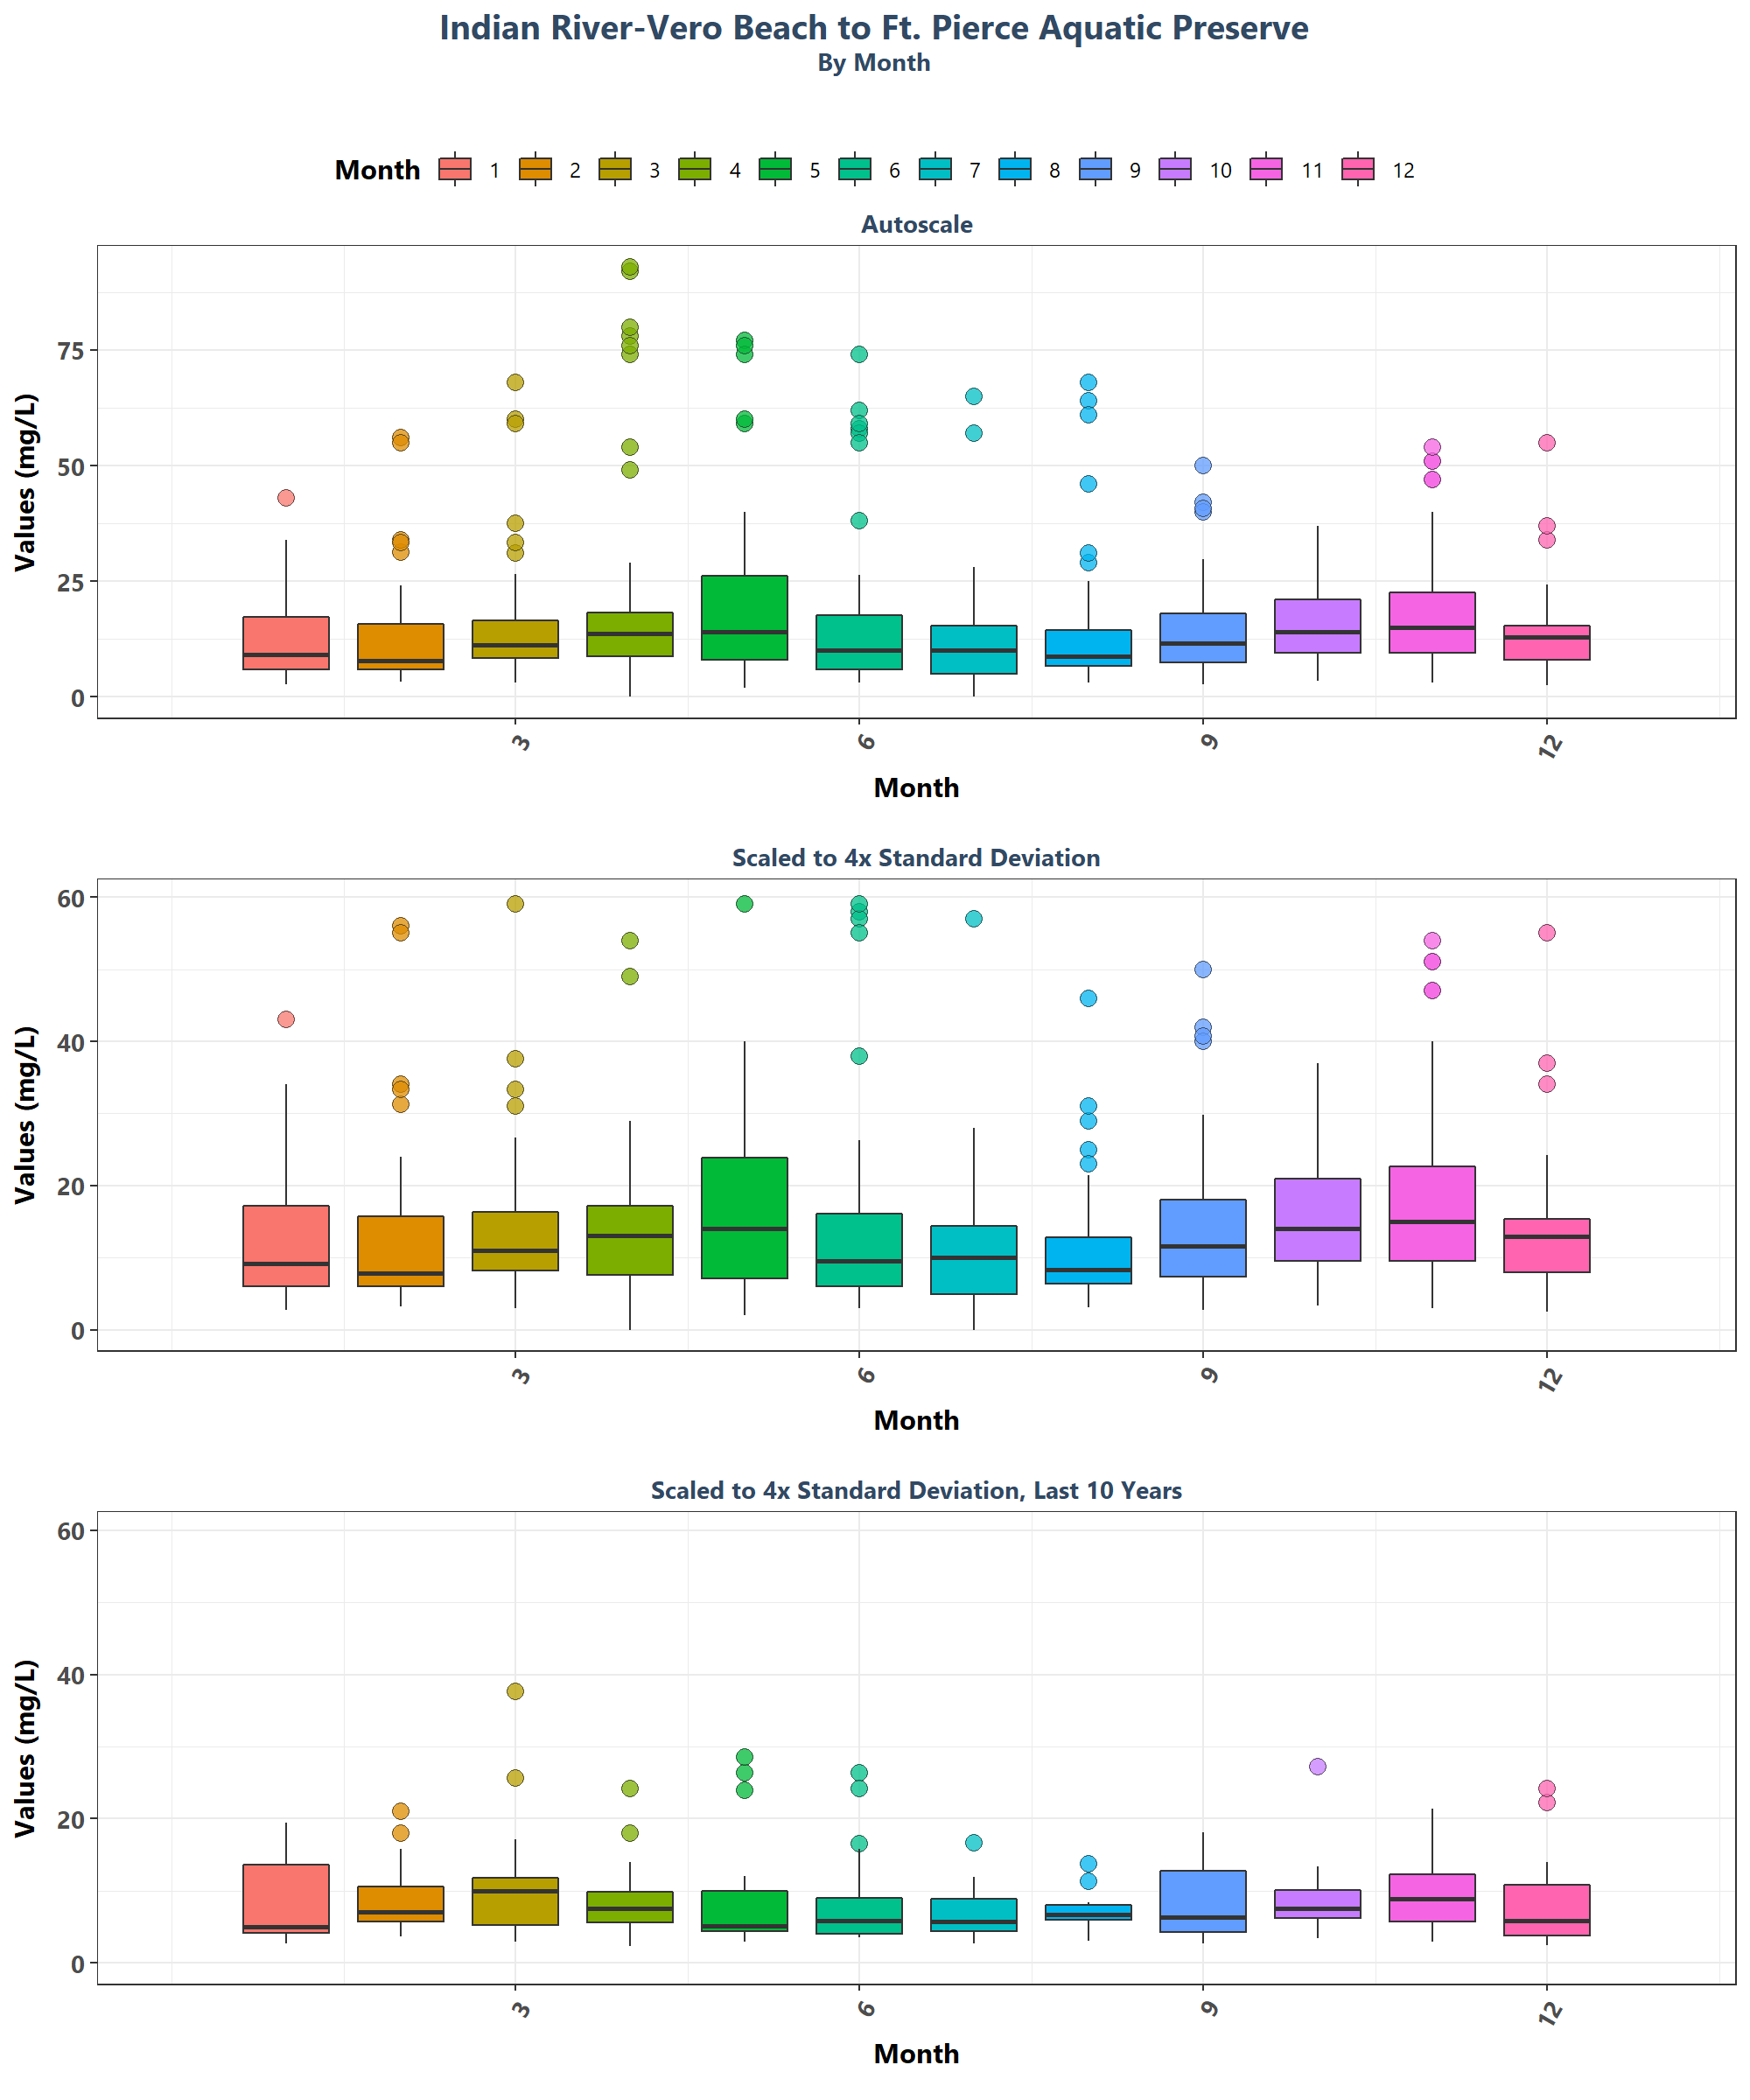 Indian River-Vero Beach to Ft. Pierce Aquatic Preserve
By Month
Month 1 2 3 4 5 6 7 8 9 10 11 12
Autoscale
Values (mg/L)
75
50
25
0
3 6 9 12
Month
Scaled to 4x Standard Deviation
Values (mg/L)
60
40
20
0
3 6 9 12
Month
Scaled to 4x Standard Deviation, Last 10 Years
Values (mg/L)
60
40
20
0
3 6 9 12
Month